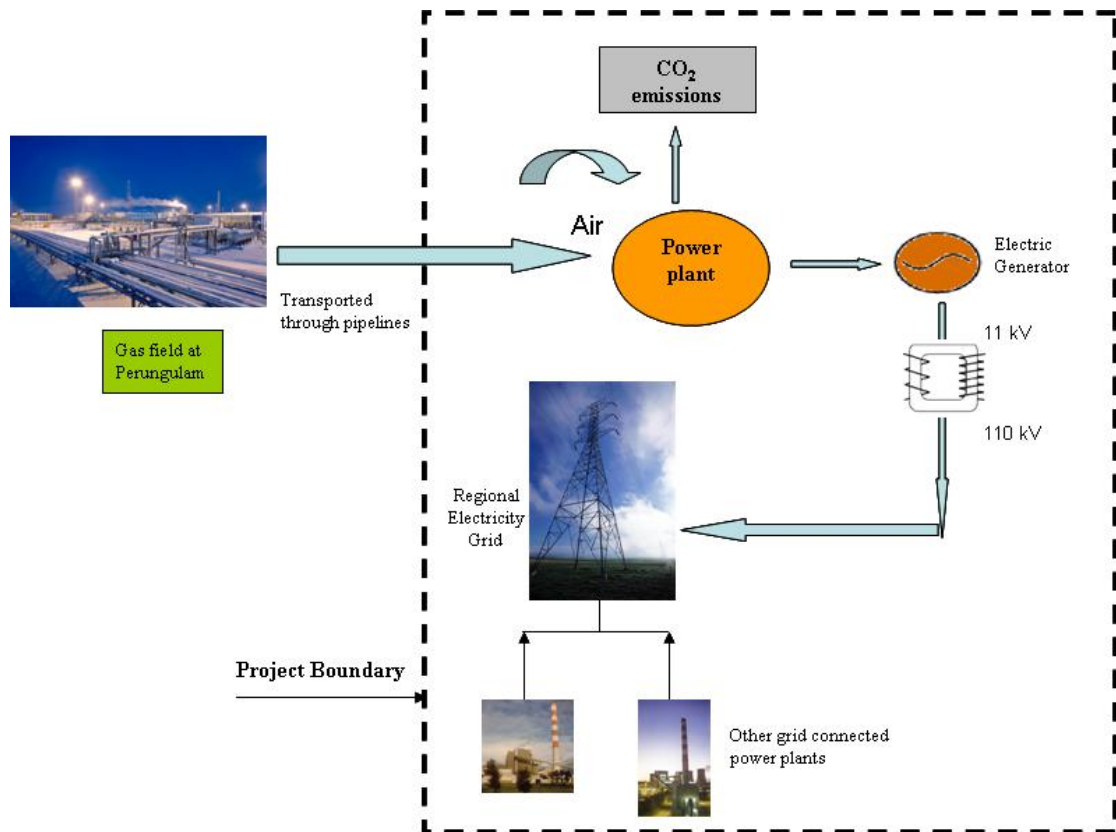 CO₂
emissions
Air
Power
plant
Electric
Generator
Transported
through pipelines
11 kV
Gas field at
Perungulam
110 kV
Regional
Electricity
Grid
Project Boundary
Other grid connected
power plants